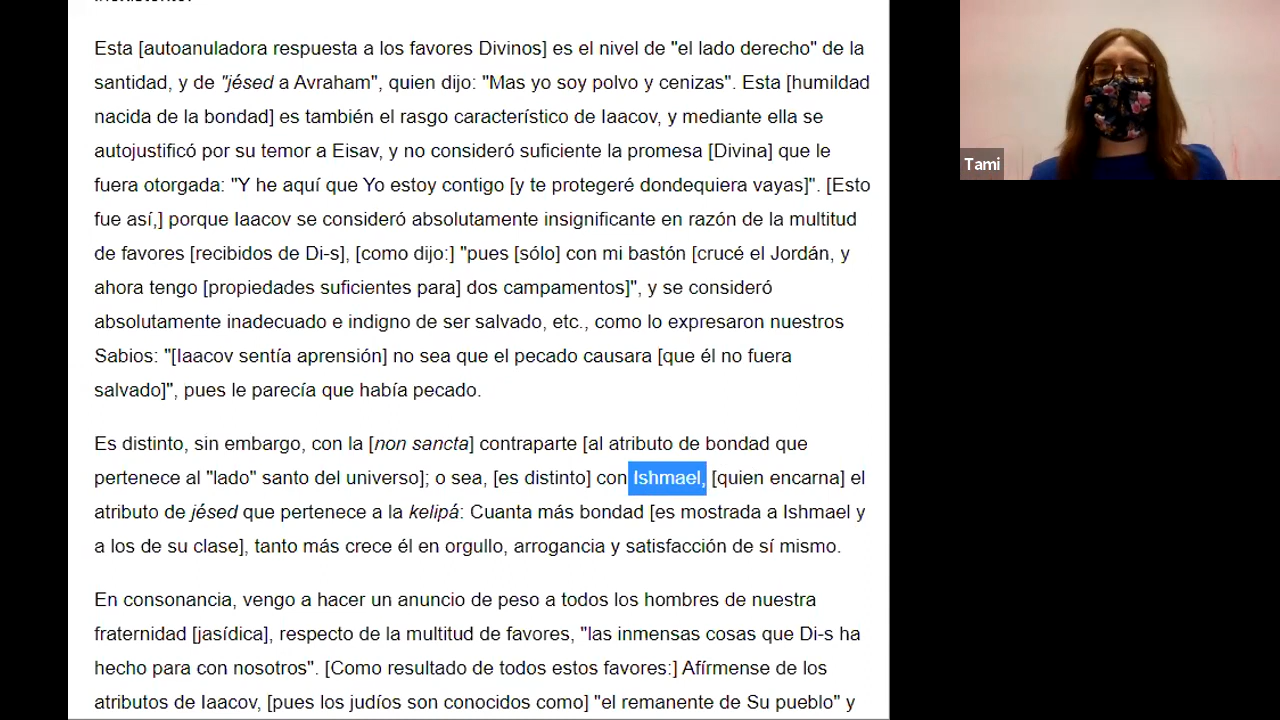 Esta [autoanuladora respuesta a los favores Divinos] es el nivel de "el lado derecho" de la
santidad, y de "jésed a Avraham", quien dijo: "Mas yo soy polvo y cenizas". Esta [humildad
nacida de la bondad] es también el rasgo característico de Iaacov, y mediante ella se
autojustificó por su temor a Eisav, y no consideró suficiente la promesa [Divina] que le
fuera otorgada: "Y he aquí que Yo estoy contigo [y te protegeré dondequiera vayas]". [Esto
fue así,] porque Iaacov se consideró absolutamente insignificante en razón de la multitud
de favores [recibidos de Di-s], [como dijo:] "pues [sólo] con mi bastón [crucé el Jordán, y
ahora tengo [propiedades suficientes para] dos campamentos]", y se consideró
absolutamente inadecuado e indigno de ser salvado, etc., como lo expresaron nuestros
Sabios: "[Iaacov sentía aprensión] no sea que el pecado causara [que él no fuera
salvado]", pues le parecía que había pecado.
Es distinto, sin embargo, con la [non sancta] contraparte [al atributo de bondad que
pertenece al "lado" santo del universo]; o sea, [es distinto] con Ishmael, [quien encarna] el
atributo de jésed que pertenece a la kelipá: Cuanta más bondad [es mostrada a Ishmael y
a los de su clase], tanto más crece él en orgullo, arrogancia y satisfacción de sí mismo.
En consonancia, vengo a hacer un anuncio de peso a todos los hombres de nuestra
fraternidad [jasídica], respecto de la multitud de favores, "las inmensas cosas que Di-s ha
hecho para con nosotros". [Como resultado de todos estos favores:] Afírmense de los
atributos de Iaacov, [pues los judíos son conocidos como] "el remanente de Su pueblo" y
Tami